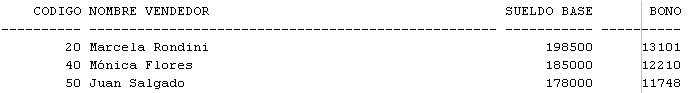 CODIGO NOMBRE VENDEDOR SUELDO BASE BONO
---------- -------------------------------------------------- ----------- ----------
20 Marcela Rondini 198500 13101
40 Mónica Flores 185000 12210
50 Juan Salgado 178000 11748